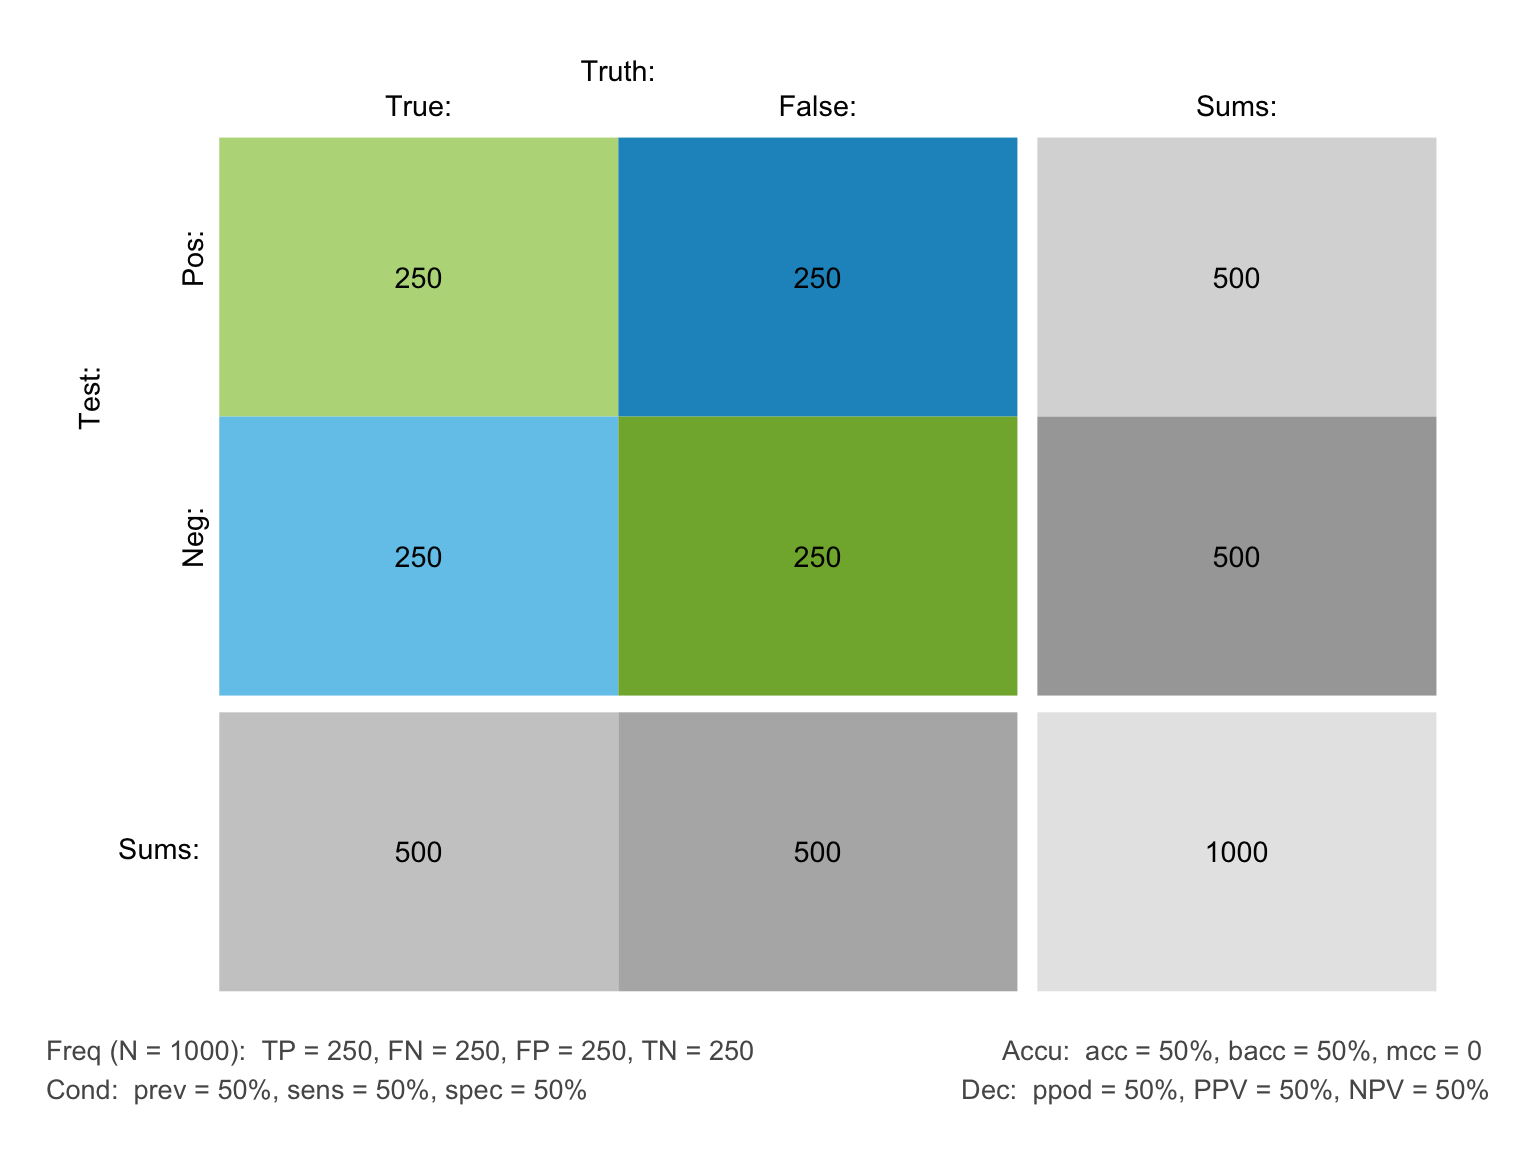 Truth:
True: False: Sums:
Pos: 250 250 500
Test:
Neg: 250 250 500
Sums: 500 500 1000
Freq (N = 1000):  TP = 250, FN = 250, FP = 250, TN = 250 Accu:  acc = 50%, bacc = 50%, mcc = 0
Cond:  prev = 50%, sens = 50%, spec = 50% Dec:  ppod = 50%, PPV = 50%, NPV = 50%